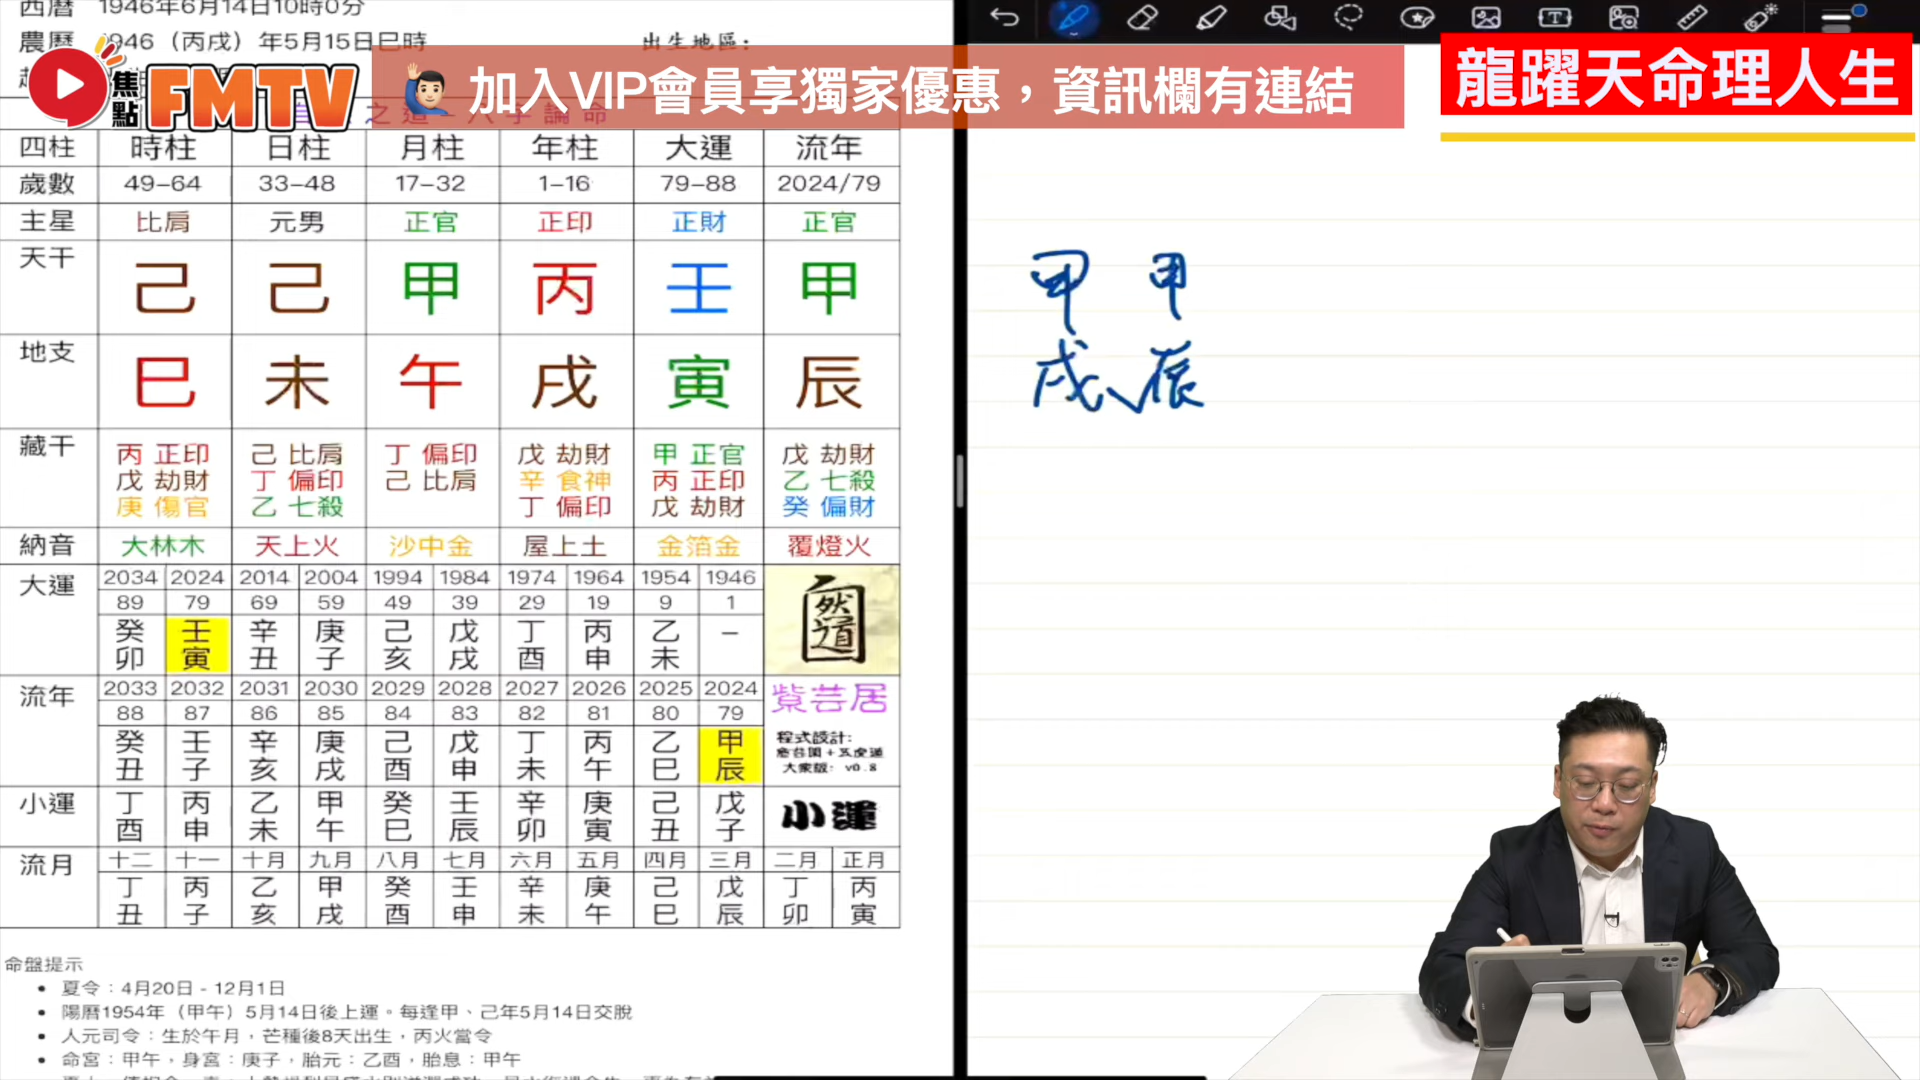 西曆 1946年6月14日10時0分
農曆 1946（丙戌）年5月15日巳時
出生地區：
焦點 FMTV
加入VIP會員享獨家優惠，資訊欄有連結
龍躍天命理人生
之道-八字論命
四柱 時柱 日柱 月柱 年柱 大運 流年
歲數 49-64 33-48 17-32 1-16 79-88 2024/79
主星 比肩 元男 正官 正印 正財 正官
天干 己 己 甲 丙 壬 甲
地支 巳 未 午 戌 寅 辰
藏干 丙 正印 己 比肩 丁 偏印 戊 劫財 甲 正官 戊 劫財
戊 劫財 丁 偏印 己 比肩 辛 食神 丙 正印 乙 七殺
庚 傷官 乙 七殺 丁 偏印 戊 劫財 癸 偏財
納音 大林木 天上火 沙中金 屋上土 金箔金 覆燈火
大運 2034 2024 2014 2004 1994 1984 1974 1964 1954 1946
89 79 69 59 49 39 29 19 9 1
癸 壬 辛 庚 己 戊 丁 丙 乙 —
卯 寅 丑 子 亥 戌 酉 申 未
自然道
流年 2033 2032 2031 2030 2029 2028 2027 2026 2025 2024
88 87 86 85 84 83 82 81 80 79
癸 壬 辛 庚 己 戊 丁 丙 乙 甲
丑 子 亥 戌 酉 申 未 午 巳 辰
紫芸居
程式設計：
大衆版： v0.8
小運 丁 丙 乙 甲 癸 壬 辛 庚 己 戊
酉 申 未 午 巳 辰 卯 寅 丑 子
小運
流月 十二 十一 十月 九月 八月 七月 六月 五月 四月 三月 二月 正月
丁 丙 乙 甲 癸 壬 辛 庚 己 戊 丁 丙
丑 子 亥 戌 酉 申 未 午 巳 辰 卯 寅
命盤提示
夏令：4月20日 - 12月1日
陽曆1954年（甲午）5月14日後上運。每逢甲、己年5月14日交脫
人元司令：生於午月，芒種後8天出生，丙火當令
命宮：甲午，身宮：庚子，胎元：乙酉，胎息：甲午
甲 甲
戌 辰